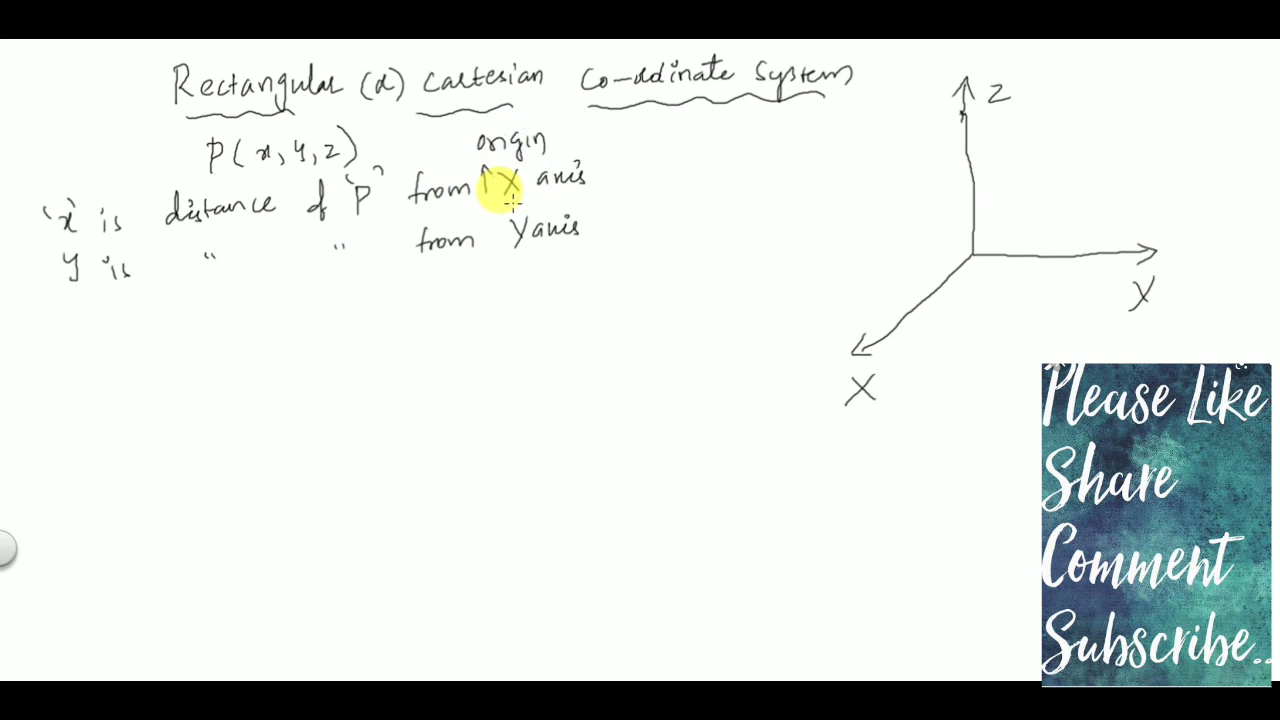 Rectangular (or) Cartesian Co-ordinate System
P(x, y, z)
origin
'x' is distance of 'P' from ↑ X axis
y is " " from Y axis
Z
Y
X
Please Like
Share
Comment
Subscribe..